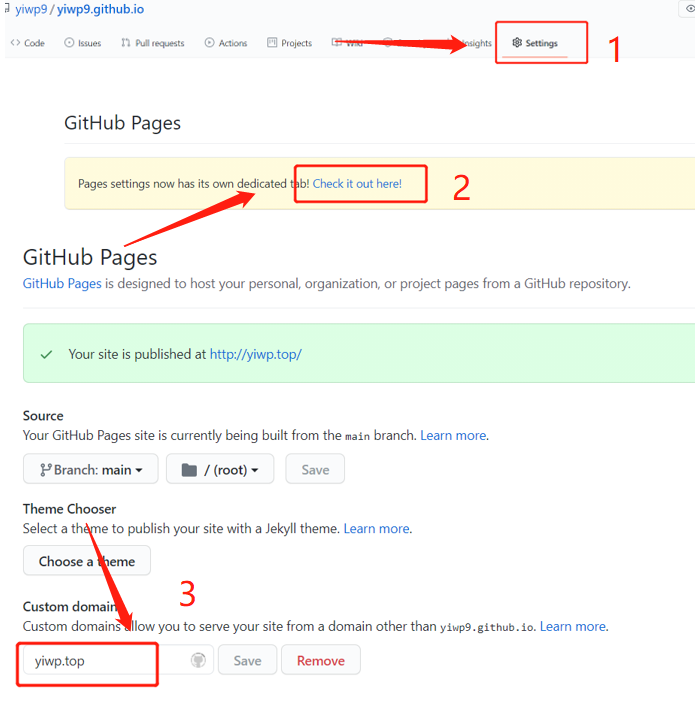 yiwp9 / yiwp9.github.io
Code Issues Pull requests Actions Projects Wiki Insights Settings
1
GitHub Pages
Pages settings now has its own dedicated tab! Check it out here!
2
GitHub Pages
GitHub Pages is designed to host your personal, organization, or project pages from a GitHub repository.
Your site is published at http://yiwp.top/
Source
Your GitHub Pages site is currently being built from the main branch. Learn more.
Branch: main / (root) Save
Theme Chooser
Select a theme to publish your site with a Jekyll theme. Learn more.
Choose a theme
3
Custom domain
Custom domains allow you to serve your site from a domain other than yiwp9.github.io. Learn more.
yiwp.top Save Remove